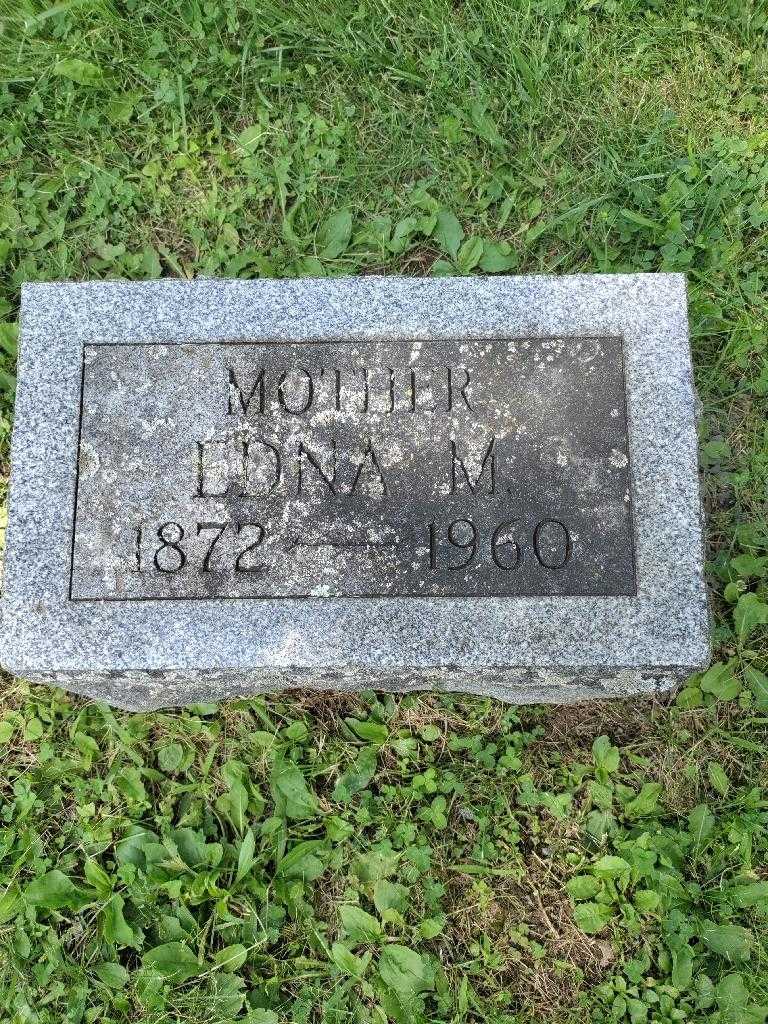 MOTHER
EDNA M.
1872 — 1960